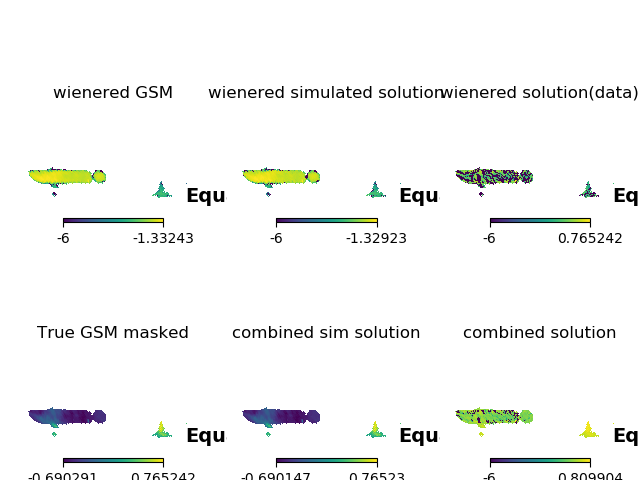 wienered GSM wienered simulated solution wienered solution(data)
Equ Equ Eq
-6 -1.33243 -6 -1.32923 -6 0.765242
True GSM masked combined sim solution combined solution
Equ Equ Eq
-0.690291 0.765242 -0.690147 0.76523 -6 0.809904